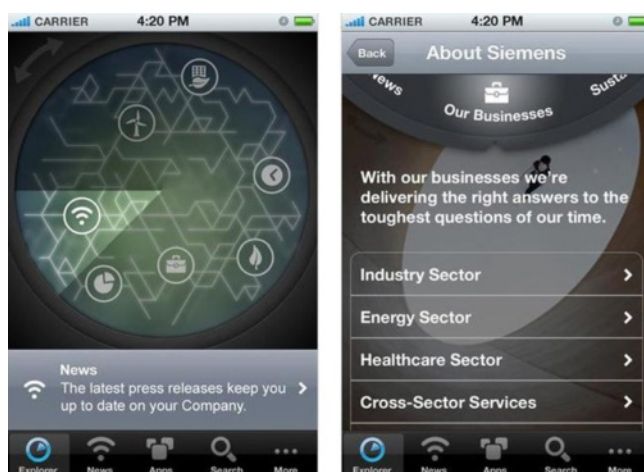 CARRIER 4:20 PM
News
The latest press releases keep you
up to date on your Company.
Explorer News Apps Search More
CARRIER 4:20 PM
Back About Siemens
News Our Businesses
With our businesses we're
delivering the right answers to the
toughest questions of our time.
Industry Sector
Energy Sector
Healthcare Sector
Cross-Sector Services
Explorer News Apps Search More